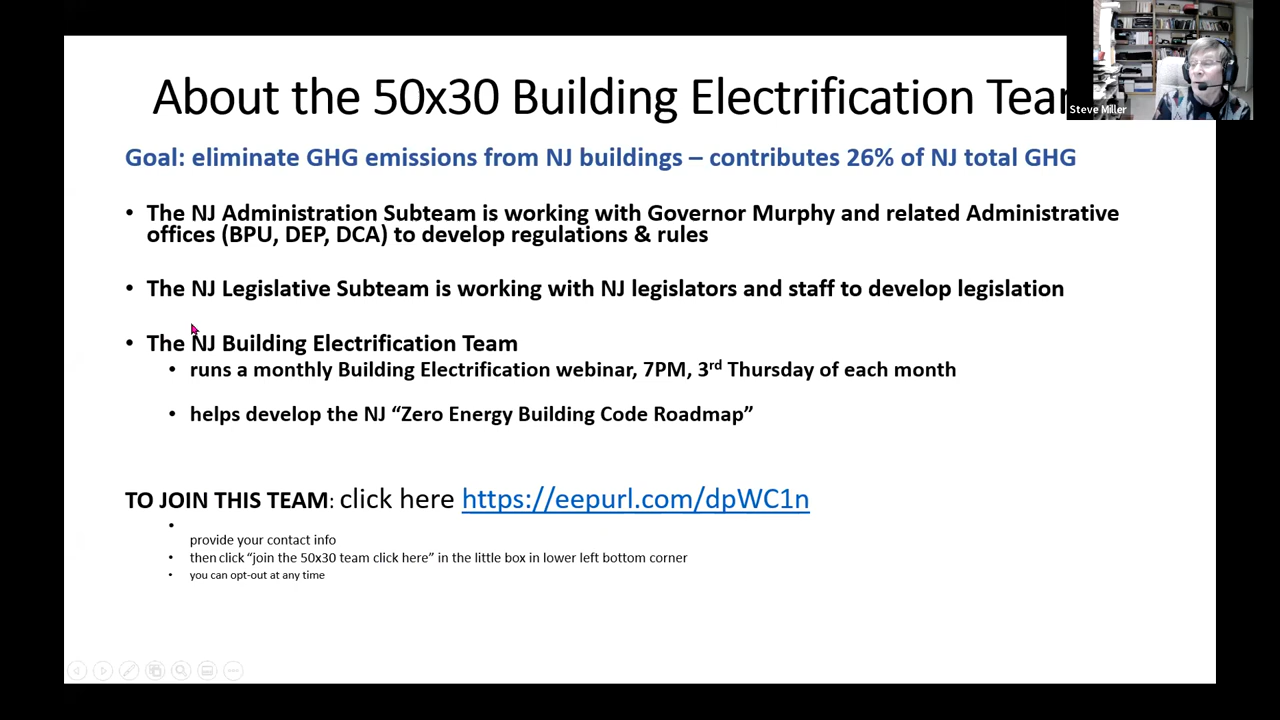 About the 50x30 Building Electrification Tea
Steve Miller
Goal: eliminate GHG emissions from NJ buildings – contributes 26% of NJ total GHG
• The NJ Administration Subteam is working with Governor Murphy and related Administrative
offices (BPU, DEP, DCA) to develop regulations & rules
• The NJ Legislative Subteam is working with NJ legislators and staff to develop legislation
• The NJ Building Electrification Team
• runs a monthly Building Electrification webinar, 7PM, 3rd Thursday of each month
• helps develop the NJ “Zero Energy Building Code Roadmap”
TO JOIN THIS TEAM: click here https://eepurl.com/dpWC1n
•
provide your contact info
• then click “join the 50x30 team click here” in the little box in lower left bottom corner
• you can opt-out at any time